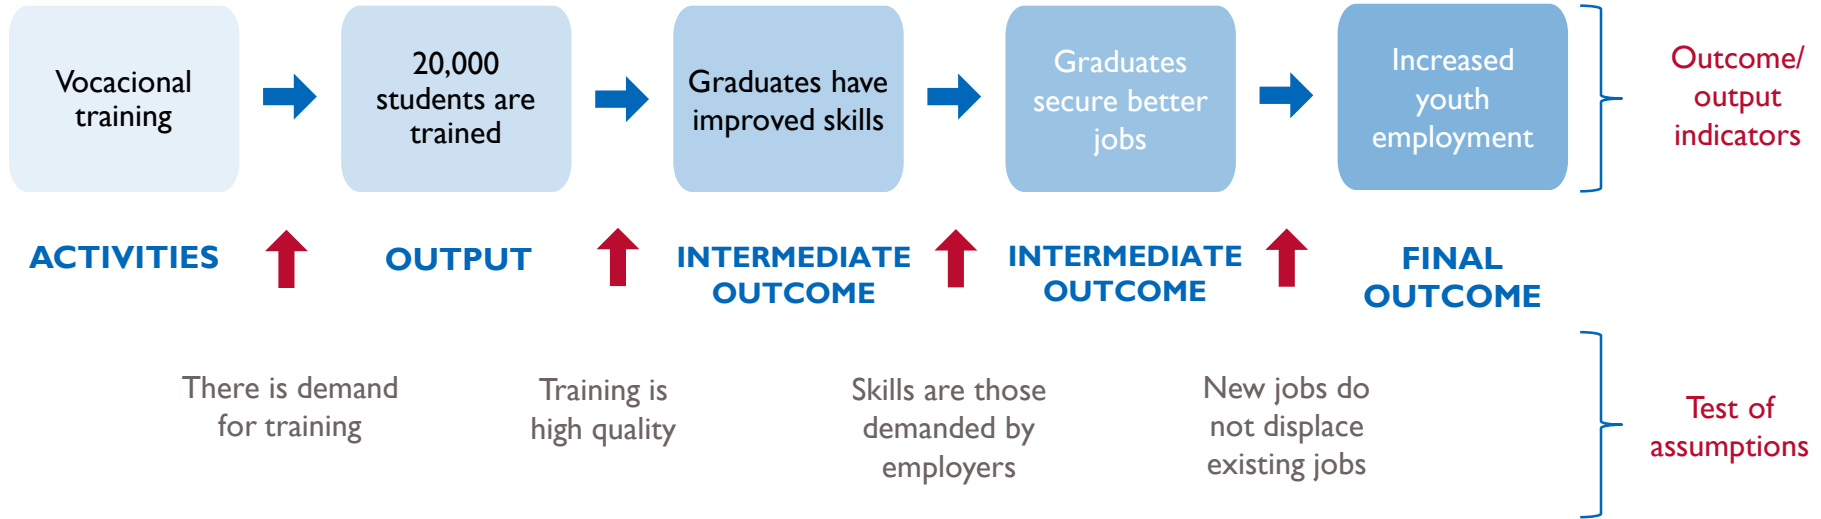 Vocacional
training
20,000
students are
trained
Graduates have
improved skills
Graduates
secure better
jobs
Increased
youth
employment
Outcome/
output
indicators
ACTIVITIES
OUTPUT
INTERMEDIATE
OUTCOME
INTERMEDIATE
OUTCOME
FINAL
OUTCOME
There is demand
for training
Training is
high quality
Skills are those
demanded by
employers
New jobs do
not displace
existing jobs
Test of
assumptions